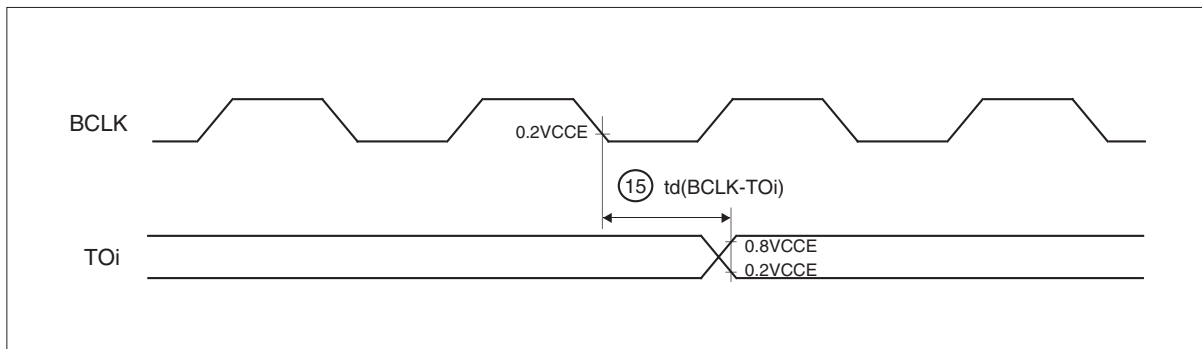 BCLK
0.2VCCE
15 td(BCLK-TOi)
TOi
0.8VCCE
0.2VCCE